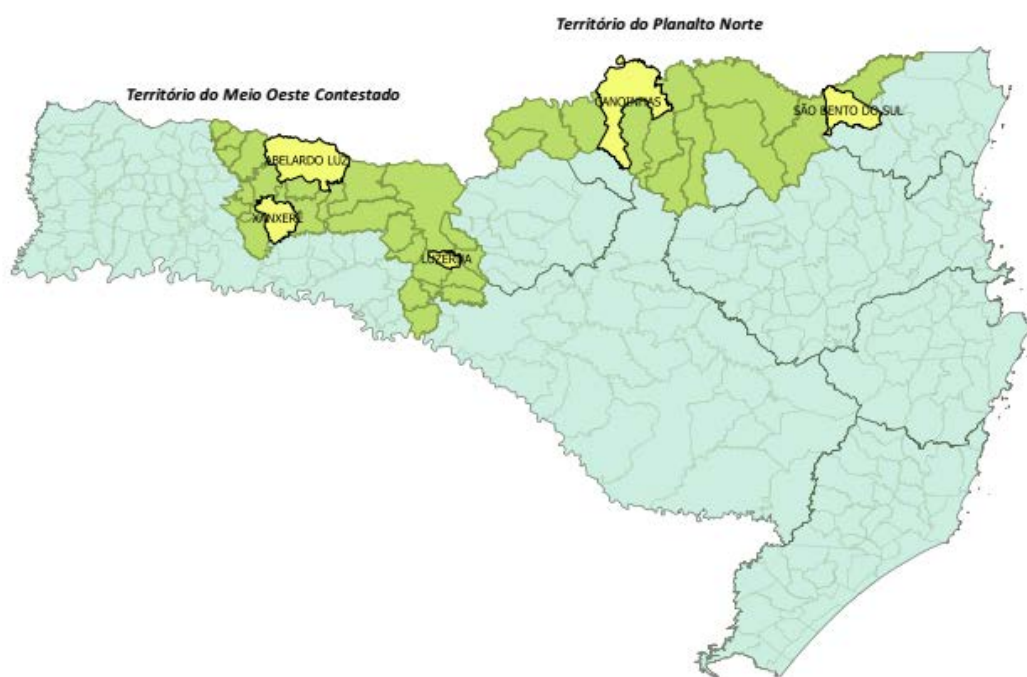 Território do Planalto Norte
Território do Meio Oeste Contestado
CANOINHAS
SÃO BENTO DO SUL
ABELARDO LUZ
XANXERÊ
LUZERNA